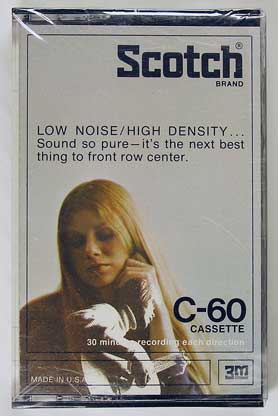 Scotch®
BRAND
LOW NOISE/HIGH DENSITY...
Sound so pure—it's the next best
thing to front row center.
C-60
CASSETTE
30 minutes recording each direction
MADE IN U.S.A.
3M